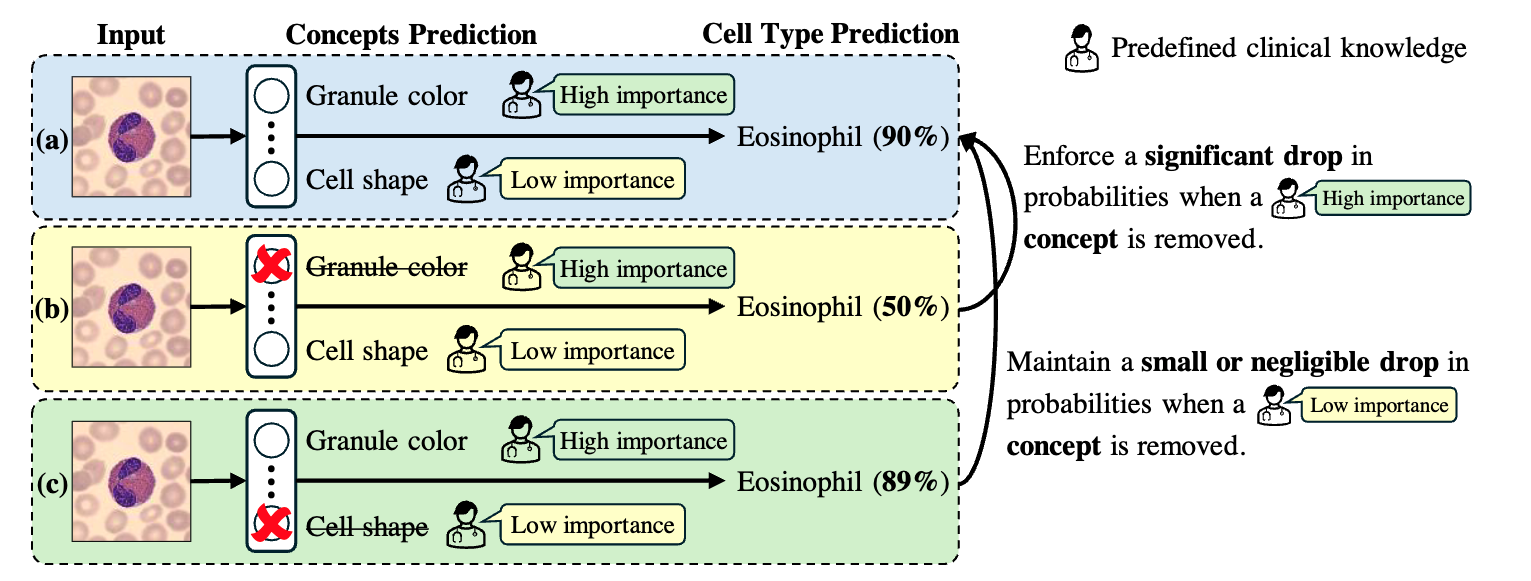 Input Concepts Prediction Cell Type Prediction
Predefined clinical knowledge
(a)
Granule color High importance
Eosinophil (90%)
Cell shape Low importance
(b)
Granule color High importance
Eosinophil (50%)
Cell shape Low importance
(c)
Granule color High importance
Eosinophil (89%)
Cell shape Low importance
Enforce a significant drop in
probabilities when a High importance
concept is removed.
Maintain a small or negligible drop in
probabilities when a Low importance
concept is removed.